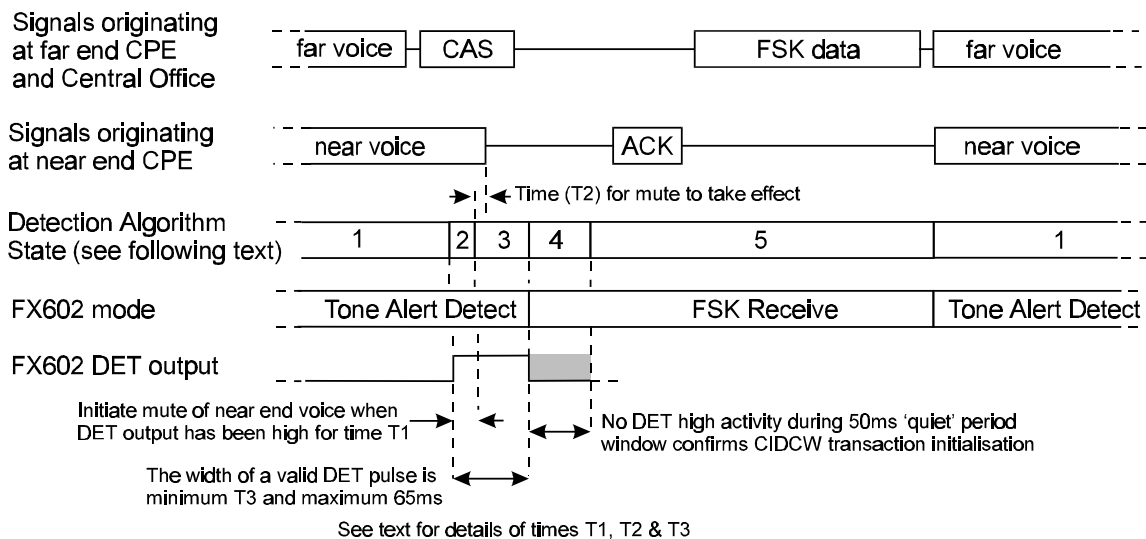 Signals originating
at far end CPE
and Central Office
far voice
CAS
FSK data
far voice
Signals originating
at near end CPE
near voice
ACK
near voice
Time (T2) for mute to take effect
Detection Algorithm
State (see following text)
1
2
3
4
5
1
FX602 mode
Tone Alert Detect
FSK Receive
Tone Alert Detect
FX602 DET output
Initiate mute of near end voice when
DET output has been high for time T1
No DET high activity during 50ms ‘quiet’ period
window confirms CIDCW transaction initialisation
The width of a valid DET pulse is
minimum T3 and maximum 65ms
See text for details of times T1, T2 & T3